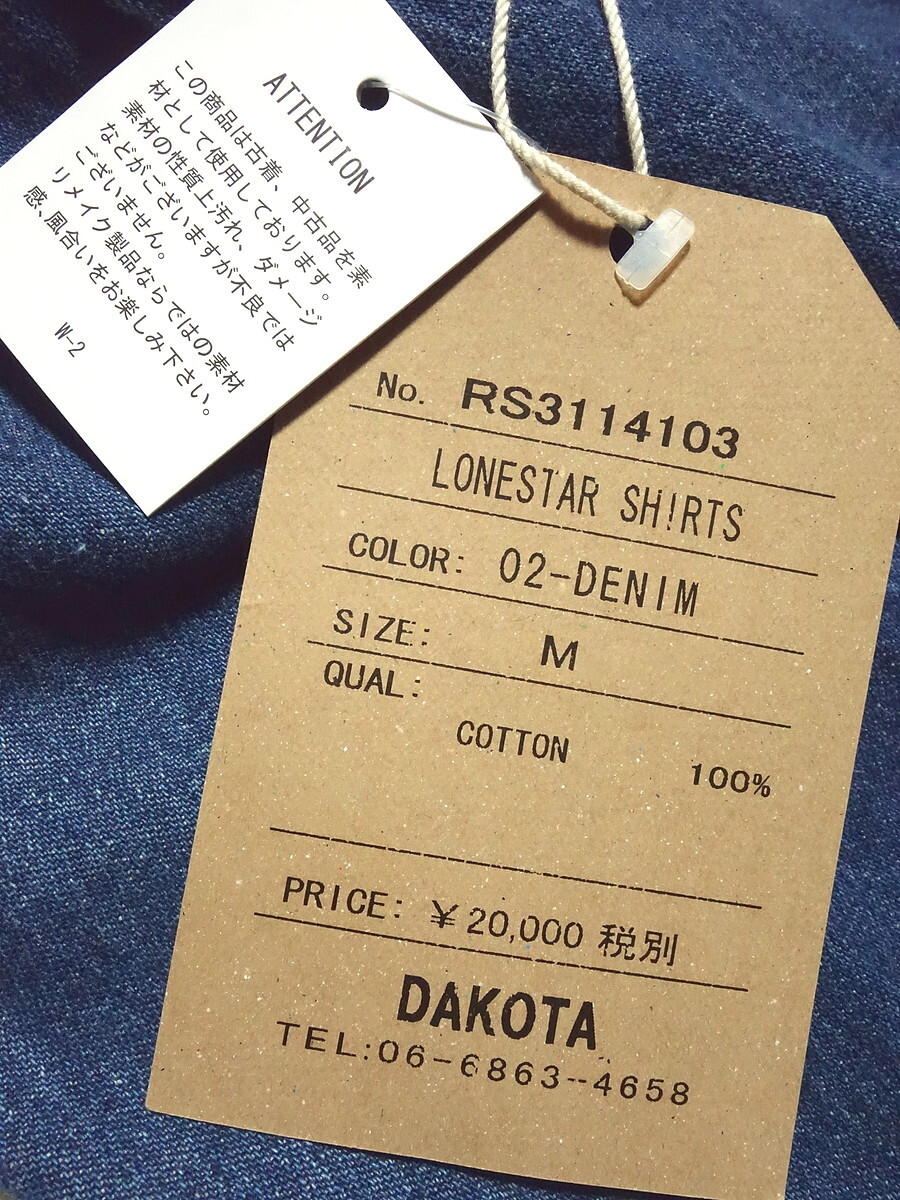 ATTENTION
この商品は古着、中古品を素
材として使用しております。
素材の性質上汚れ、ダメージ
などがございますが不良では
ございません。
リメイク製品ならではの素材
感、風合いをお楽しみ下さい。
W-2
No. RS3114103
LONESTAR SHIRTS
COLOR: 02-DENIM
SIZE: M
QUAL:
COTTON 100%
PRICE: ¥20,000 税別
DAKOTA
TEL:06-6863-4658